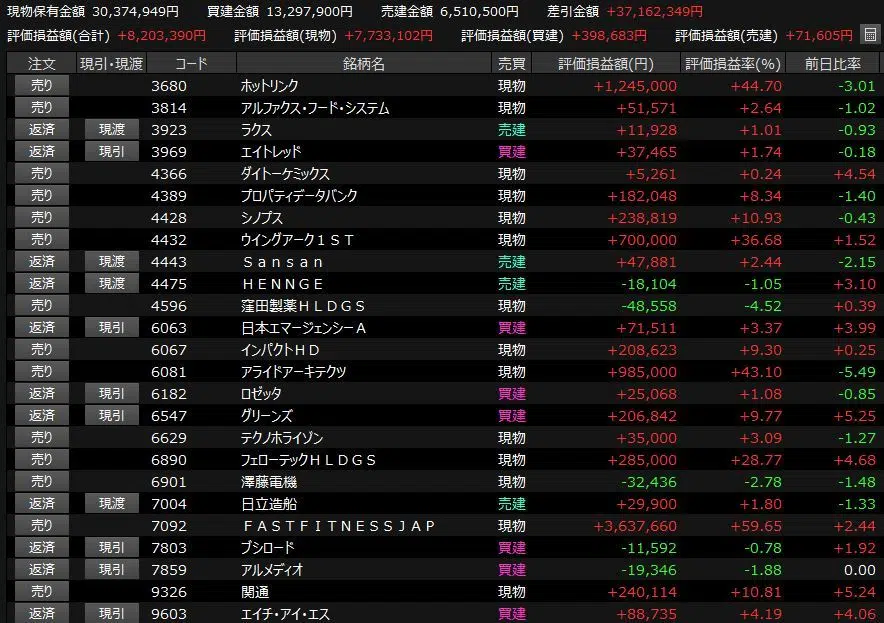 現物保有金額 30,374,949円 買建金額 13,297,900円 売建金額 6,510,500円 差引金額 +37,162,349円
評価損益額(合計) +8,203,390円 評価損益額(現物) +7,733,102円 評価損益額(買建) +398,683円 評価損益額(売建) +71,605円
注文 現引・現渡 コード 銘柄名 売買 評価損益額(円) 評価損益率(%) 前日比率
売り 3680 ホットリンク 現物 +1,245,000 +44.70 -3.01
売り 3814 アルファクス・フード・システム 現物 +51,571 +2.64 -1.02
返済 現渡 3923 ラクス 売建 +11,928 +1.01 -0.93
返済 現引 3969 エイトレッド 買建 +37,465 +1.74 -0.18
売り 4366 ダイトーケミックス 現物 +5,261 +0.24 +4.54
売り 4389 プロパティデータバンク 現物 +182,048 +8.34 -1.40
売り 4428 シノプス 現物 +238,819 +10.93 -0.43
売り 4432 ウイングアーク１ＳＴ 現物 +700,000 +36.68 +1.52
返済 現渡 4443 Ｓａｎｓａｎ 売建 +47,881 +2.44 -2.15
返済 現渡 4475 ＨＥＮＮＧＥ 売建 -18,104 -1.05 +3.10
売り 4596 窪田製薬ＨＬＤＧＳ 現物 -48,558 -4.52 +0.39
返済 現引 6063 日本エマージェンシーＡ 買建 +71,511 +3.37 +3.99
売り 6067 インパクトＨＤ 現物 +208,623 +9.30 +0.25
売り 6081 アライドアーキテクツ 現物 +985,000 +43.10 -5.49
返済 現引 6182 ロゼッタ 買建 +25,068 +1.08 -0.85
返済 現引 6547 グリーンズ 買建 +206,842 +9.77 +5.25
売り 6629 テクノホライゾン 現物 +35,000 +3.09 -1.27
売り 6890 フェローテックＨＬＤＧＳ 現物 +285,000 +28.77 +4.68
売り 6901 澤藤電機 現物 -32,436 -2.78 -1.48
返済 現渡 7004 日立造船 売建 +29,900 +1.80 -1.33
売り 7092 ＦＡＳＴＦＩＴＮＥＳＳＪＡＰ 現物 +3,637,660 +59.65 +2.44
返済 現引 7803 ブシロード 買建 -11,592 -0.78 +1.92
返済 現引 7859 アルメディオ 買建 -19,346 -1.88 0.00
売り 9326 関通 現物 +240,114 +10.81 +5.24
返済 現引 9603 エイチ・アイ・エス 買建 +88,735 +4.19 +4.06